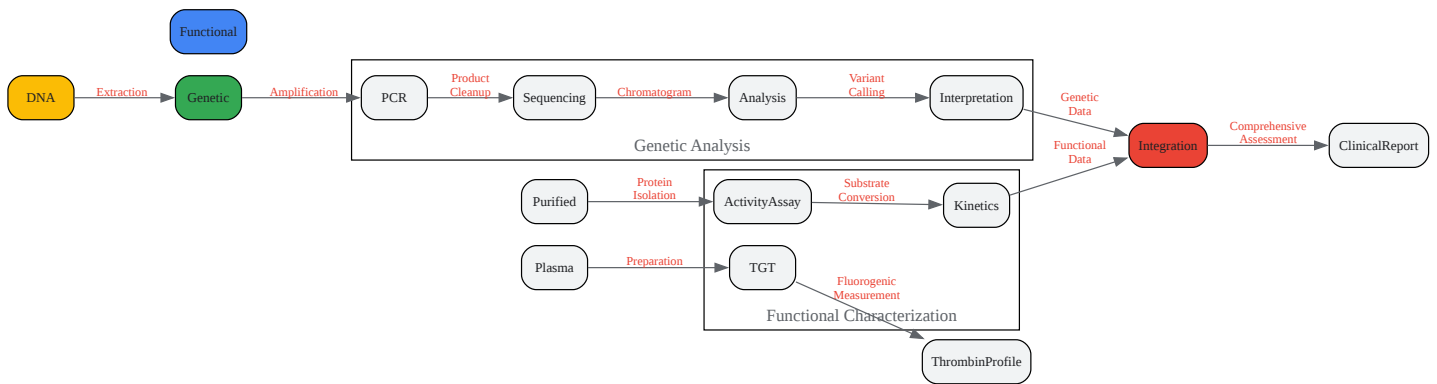 Functional
DNA
Extraction
Genetic
Amplification
PCR
Product
Cleanup
Sequencing
Chromatogram
Analysis
Variant
Calling
Interpretation
Genetic Analysis
Genetic
Data
Functional
Data
Integration
Comprehensive
Assessment
ClinicalReport
Purified
Protein
Isolation
ActivityAssay
Substrate
Conversion
Kinetics
Plasma
Preparation
TGT
Fluorogenic
Measurement
Functional Characterization
ThrombinProfile